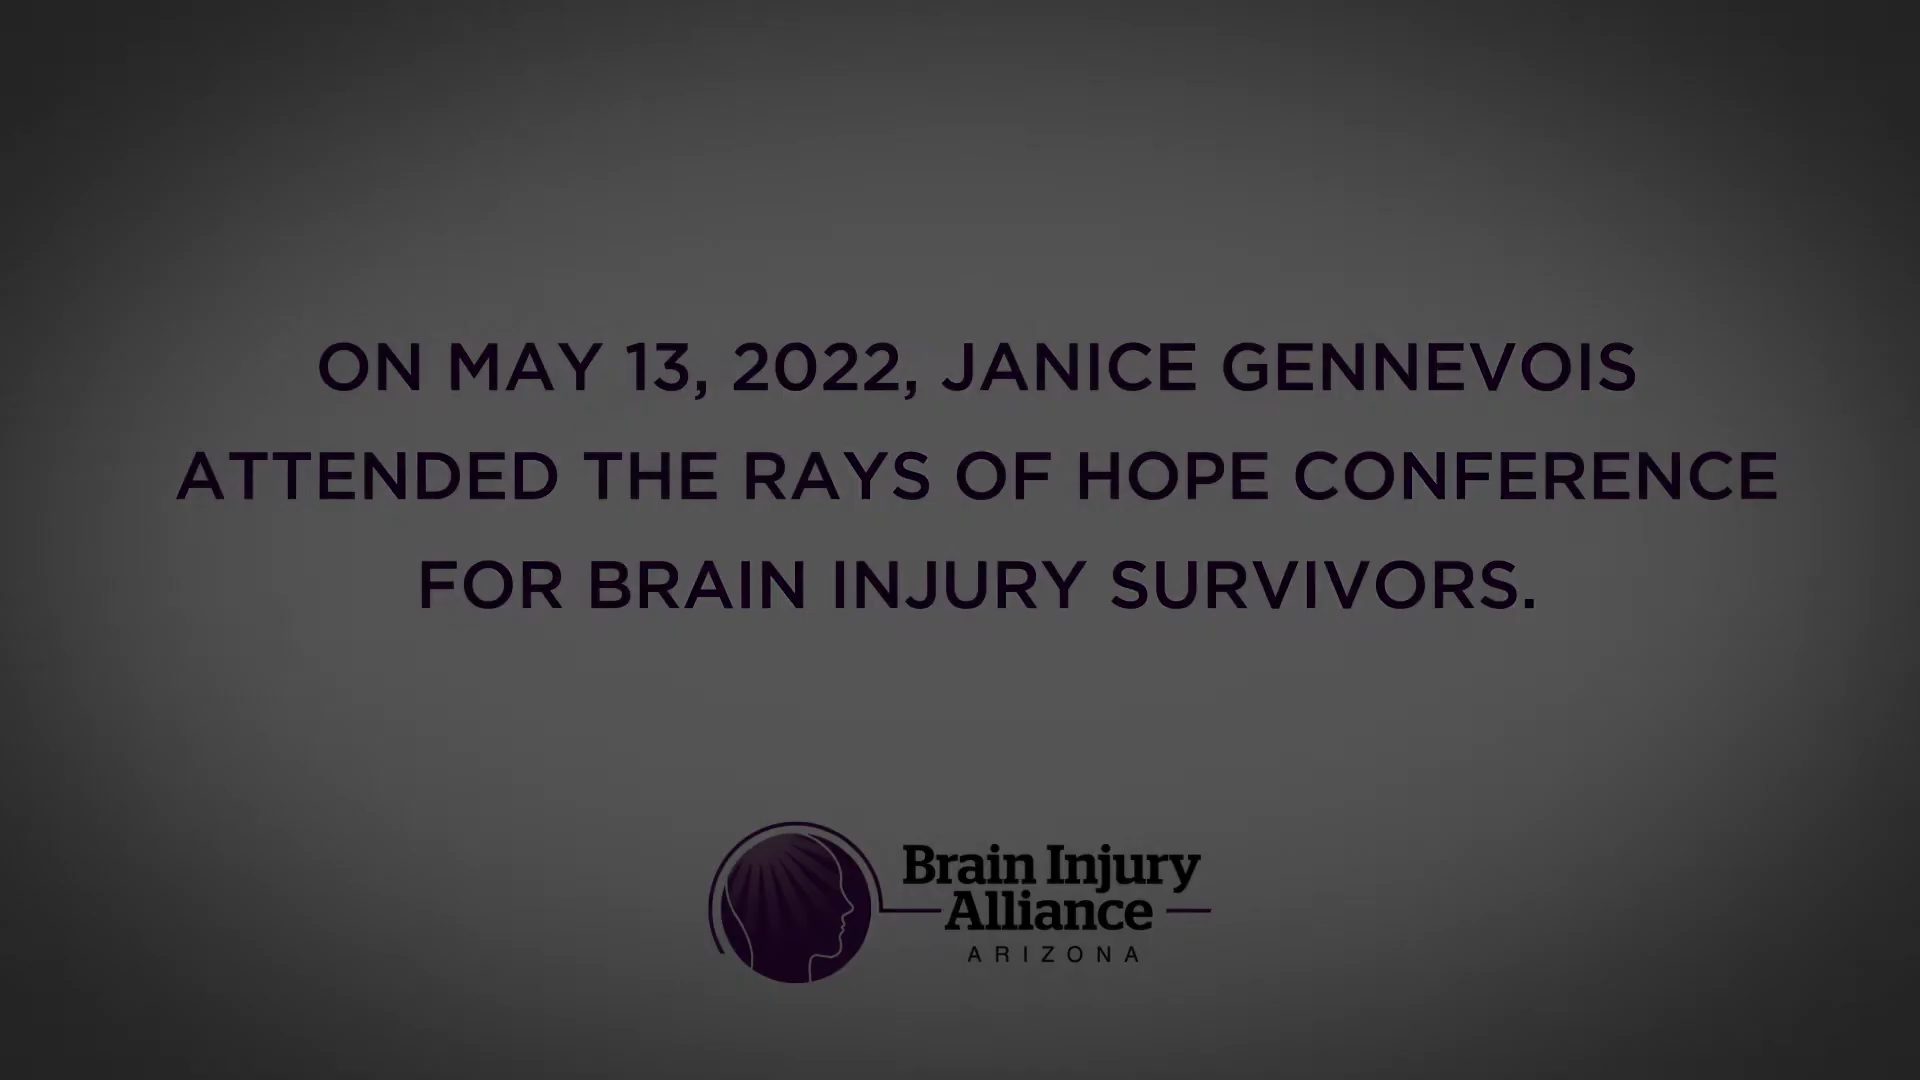 ON MAY 13, 2022, JANICE GENNEVOIS
ATTENDED THE RAYS OF HOPE CONFERENCE
FOR BRAIN INJURY SURVIVORS.
Brain Injury
Alliance
ARIZONA